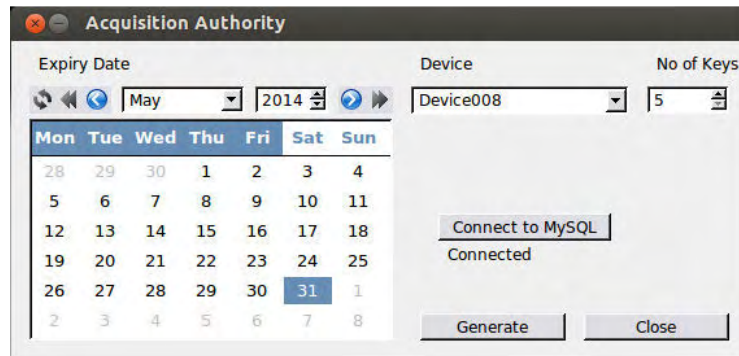 Acquisition Authority
Expiry Date Device No of Keys
May 2014 Device008 5
Mon Tue Wed Thu Fri Sat Sun
28 29 30 1 2 3 4
5 6 7 8 9 10 11
12 13 14 15 16 17 18
19 20 21 22 23 24 25
26 27 28 29 30 31 1
2 3 4 5 6 7 8
Connect to MySQL
Connected
Generate Close